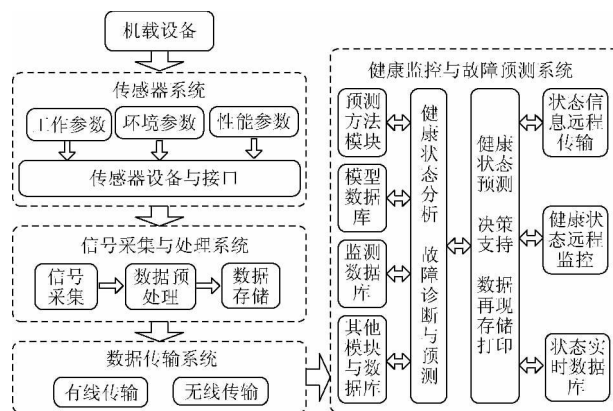 机载设备
传感器系统
工作参数
环境参数
性能参数
传感器设备与接口
信号采集与处理系统
信号
采集
数据预
处理
数据
存储
数据传输系统
有线传输
无线传输
健康监控与故障预测系统
预测
方法
模块
模型
数据
库
监测
数据
库
其他
模块
与数
据库
健康状态分析
故障诊断与预测
健康
状态
预测
决策
支持
数据
再现
存储
打印
状态信
息远程
传输
健康状
态远程
监控
状态实
时数据
库